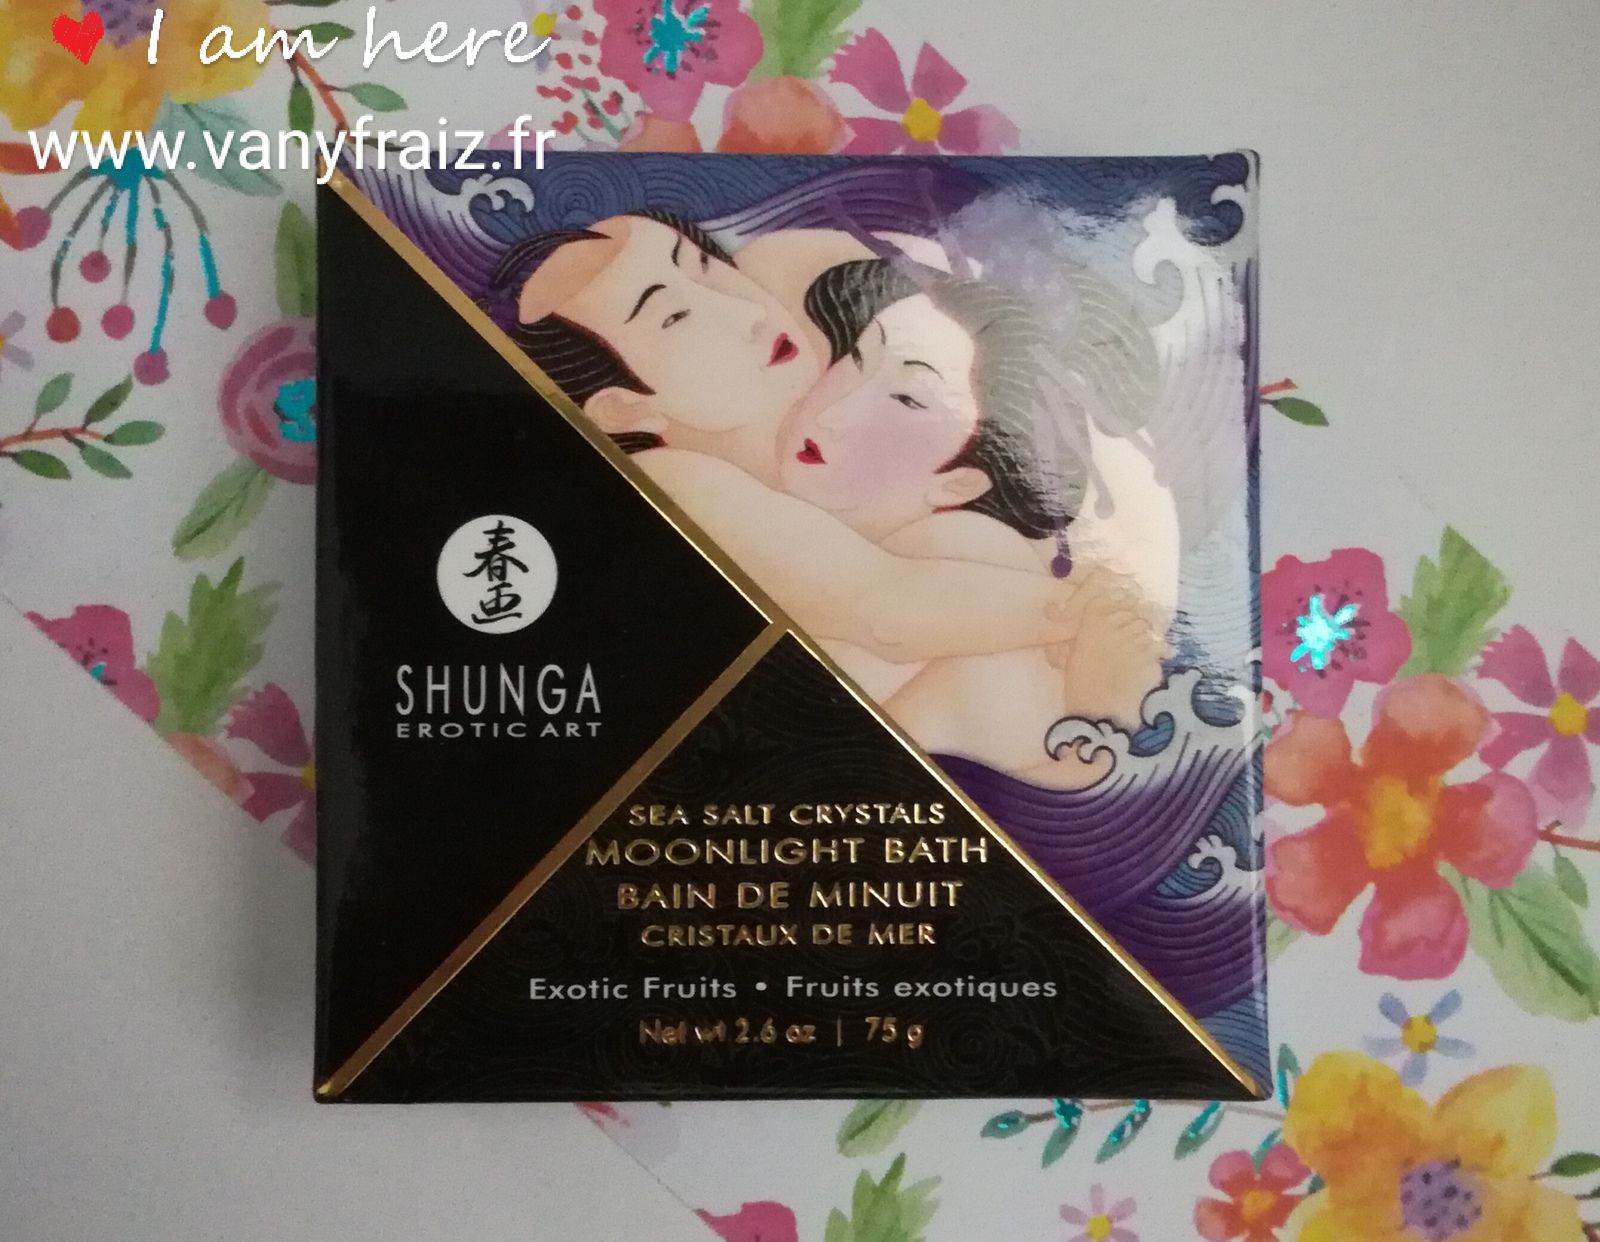 I am here
www.vanyfraiz.fr
春
画
SHUNGA
EROTIC ART
SEA SALT CRYSTALS
MOONLIGHT BATH
BAIN DE MINUIT
CRISTAUX DE MER
Exotic Fruits • Fruits exotiques
Net wt 2.6 oz | 75 g